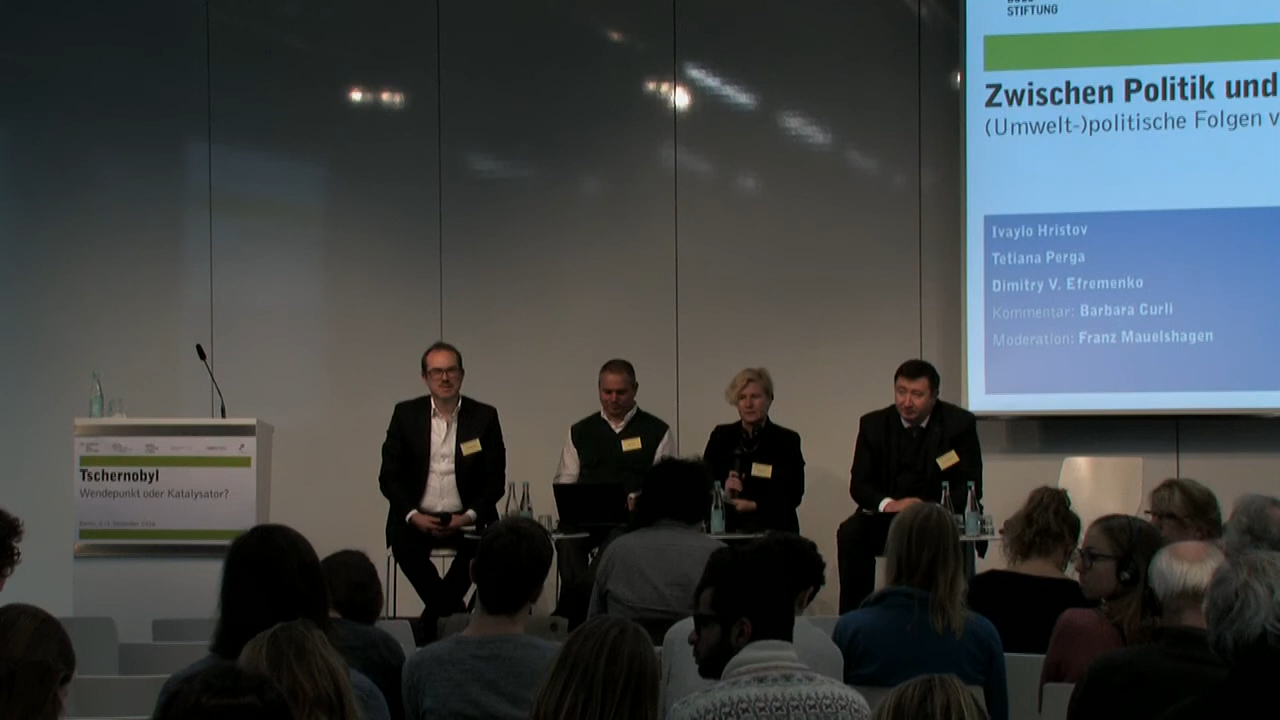 STIFTUNG
Zwischen Politik und
(Umwelt-)politische Folgen v
Ivaylo Hristov
Tetiana Perga
Dimitry V. Efremenko
Kommentar: Barbara Curli
Moderation: Franz Mauelshagen
Tschernobyl
Wendepunkt oder Katalysator?